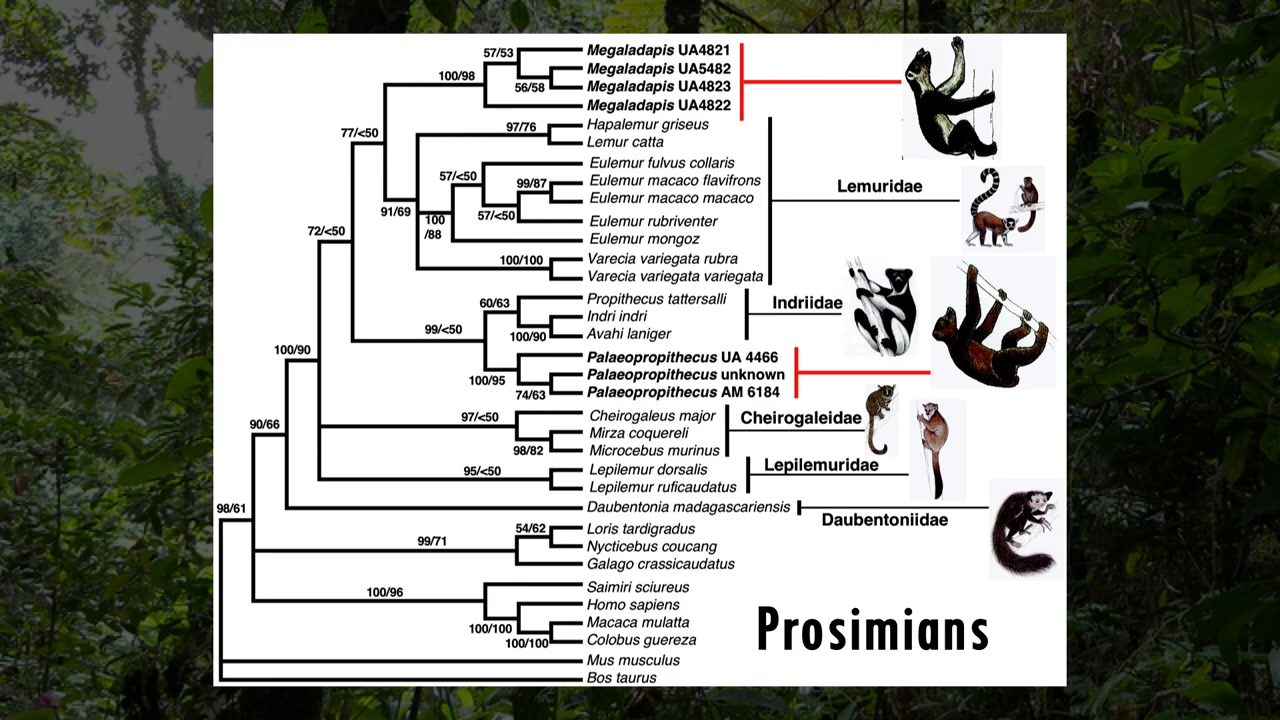 57/53
Megaladapis UA4821
Megaladapis UA5482
100/98
56/58
Megaladapis UA4823
Megaladapis UA4822
97/76
Hapalemur griseus
77/<50
Lemur catta
Eulemur fulvus collaris
57/<50
99/87
Eulemur macaco flavifrons
Lemuridae
Eulemur macaco macaco
91/69
100
/88
57/<50
Eulemur rubriventer
72/<50
Eulemur mongoz
100/100
Varecia variegata rubra
Varecia variegata variegata
60/63
Propithecus tattersalli
Indriidae
Indri indri
99/<50
100/90
Avahi laniger
100/90
Palaeopropithecus UA 4466
100/95
Palaeopropithecus unknown
74/63
Palaeopropithecus AM 6184
97/<50
Cheirogaleus major
Cheirogaleidae
90/66
Mirza coquereli
98/82
Microcebus murinus
95/<50
Lepilemur dorsalis
Lepilemuridae
Lepilemur ruficaudatus
98/61
Daubentonia madagascariensis
Daubentoniidae
54/62
Loris tardigradus
99/71
Nycticebus coucang
Galago crassicaudatus
100/96
Saimiri sciureus
Homo sapiens
100/100
Macaca mulatta
100/100
Colobus guereza
Prosimians
Mus musculus
Bos taurus